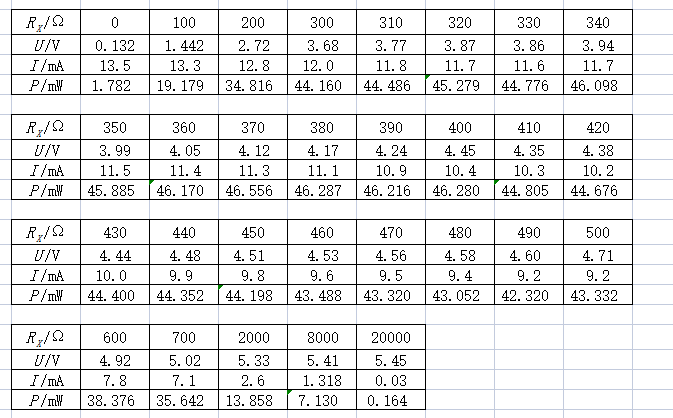 Rx/Ω 0 100 200 300 310 320 330 340
U/V 0.132 1.442 2.72 3.68 3.77 3.87 3.86 3.94
I/mA 13.5 13.3 12.8 12.0 11.8 11.7 11.6 11.7
P/mW 1.782 19.179 34.816 44.160 44.486 45.279 44.776 46.098
Rx/Ω 350 360 370 380 390 400 410 420
U/V 3.99 4.05 4.12 4.17 4.24 4.45 4.35 4.38
I/mA 11.5 11.4 11.3 11.1 10.9 10.4 10.3 10.2
P/mW 45.885 46.170 46.556 46.287 46.216 46.280 44.805 44.676
Rx/Ω 430 440 450 460 470 480 490 500
U/V 4.44 4.48 4.51 4.53 4.56 4.58 4.60 4.71
I/mA 10.0 9.9 9.8 9.6 9.5 9.4 9.2 9.2
P/mW 44.400 44.352 44.198 43.488 43.320 43.052 42.320 43.332
Rx/Ω 600 700 2000 8000 20000
U/V 4.92 5.02 5.33 5.41 5.45
I/mA 7.8 7.1 2.6 1.318 0.03
P/mW 38.376 35.642 13.858 7.130 0.164